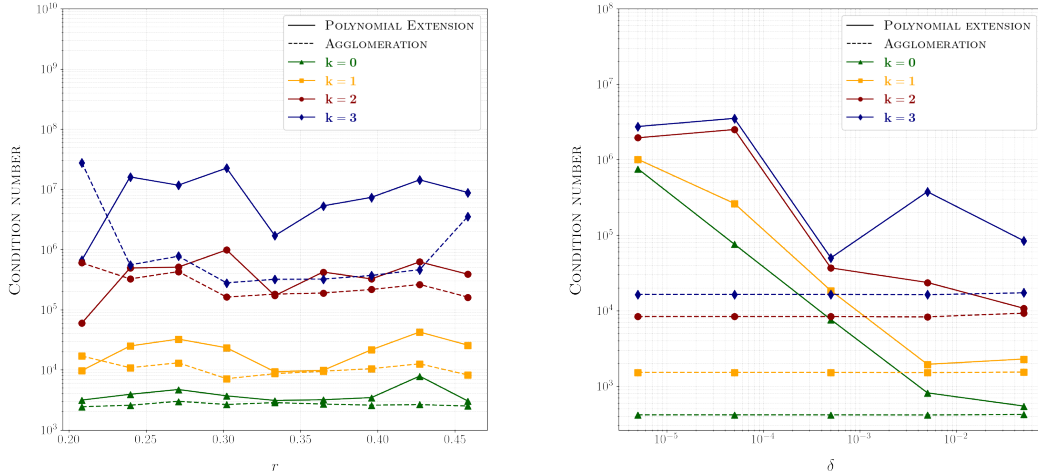 10^10
10^9
10^8
10^7
10^6
10^5
10^4
10^3
Condition number
0.20 0.25 0.30 0.35 0.40 0.45
r
Polynomial Extension
Agglomeration
k = 0
k = 1
k = 2
k = 3
10^8
10^7
10^6
10^5
10^4
10^3
Condition number
10^−5 10^−4 10^−3 10^−2
δ
Polynomial extension
Agglomeration
k = 0
k = 1
k = 2
k = 3